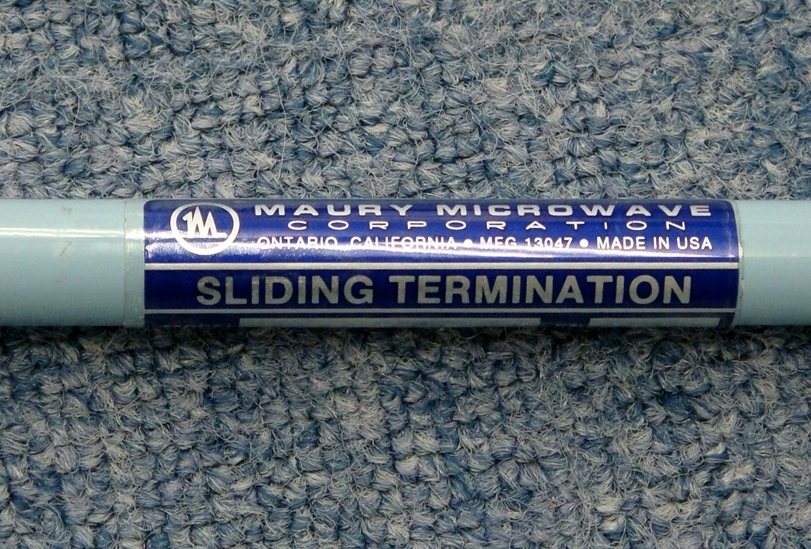 MAURY MICROWAVE
CORPORATION
ONTARIO, CALIFORNIA • MFG 13047 • MADE IN USA
SLIDING TERMINATION